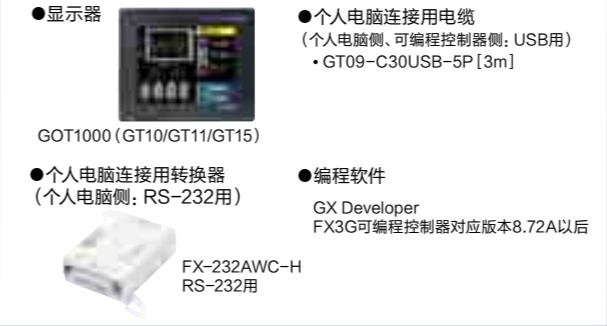 ●显示器
GOT1000（GT10/GT11/GT15）
●个人电脑连接用电缆
（个人电脑侧、可编程控制器侧：USB用）
• GT09-C30USB-5P [3m]
●个人电脑连接用转换器
（个人电脑侧：RS-232用）
FX-232AWC-H
RS-232用
●编程软件
GX Developer
FX3G可编程控制器对应版本8.72A以后